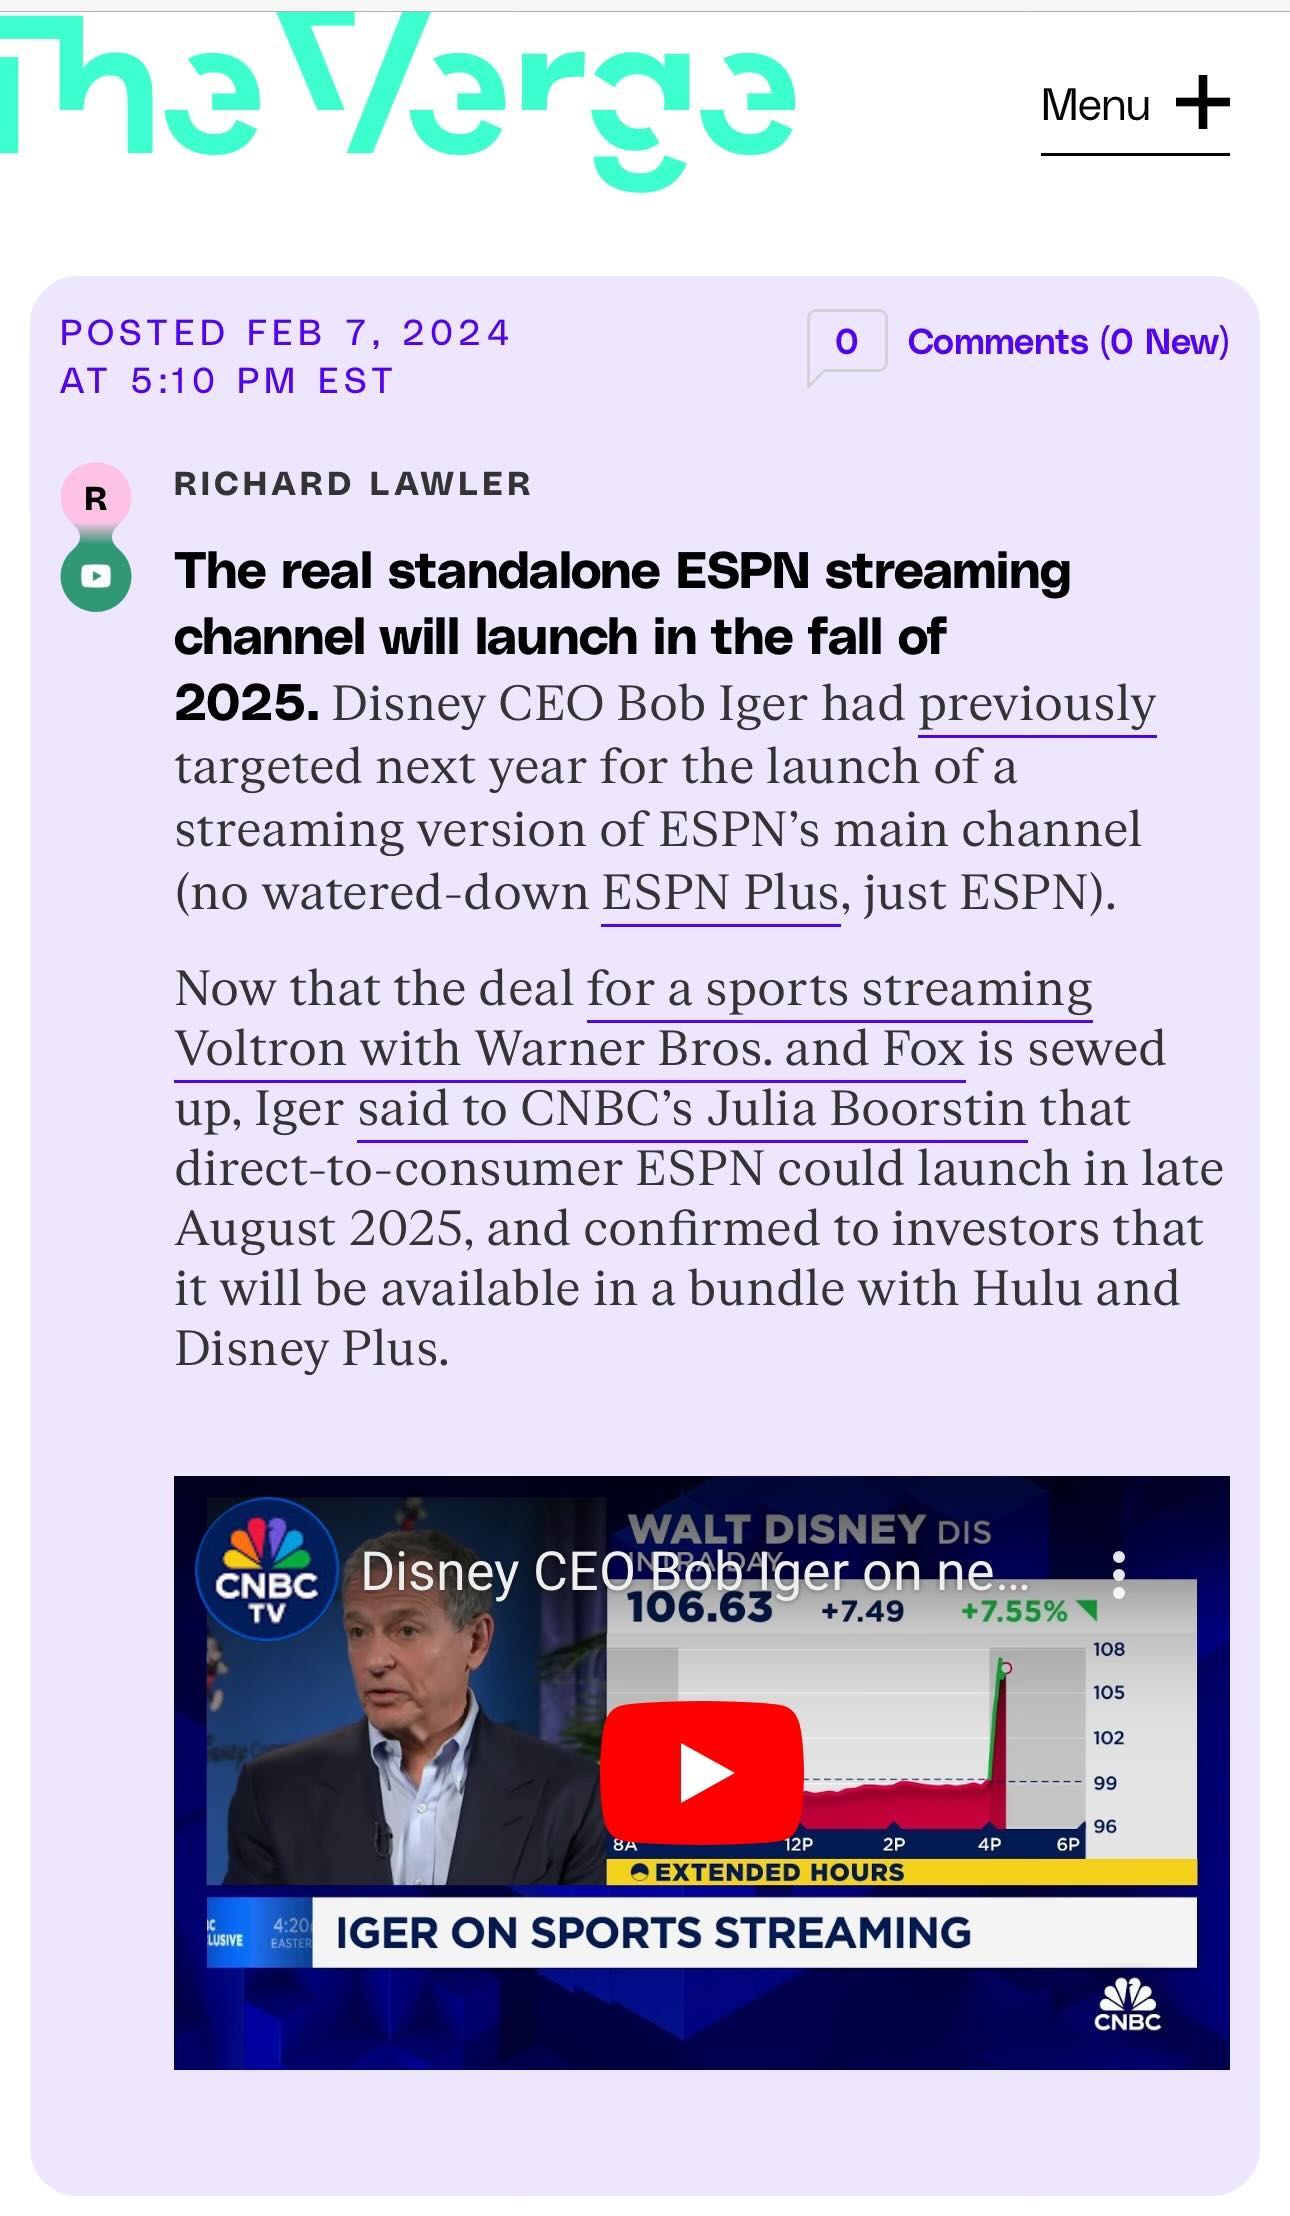 The Verge
Menu
POSTED FEB 7, 2024
AT 5:10 PM EST
0 Comments (0 New)
R
RICHARD LAWLER
The real standalone ESPN streaming
channel will launch in the fall of
2025. Disney CEO Bob Iger had previously
targeted next year for the launch of a
streaming version of ESPN’s main channel
(no watered-down ESPN Plus, just ESPN).
Now that the deal for a sports streaming
Voltron with Warner Bros. and Fox is sewed
up, Iger said to CNBC’s Julia Boorstin that
direct-to-consumer ESPN could launch in late
August 2025, and confirmed to investors that
it will be available in a bundle with Hulu and
Disney Plus.
CNBC
TV
Disney CEO Bob Iger on ne...
WALT DISNEY DIS
INTRADAY
106.63 +7.49 +7.55%
108
105
102
99
96
8A 12P 2P 4P 6P
EXTENDED HOURS
4:20
IGER ON SPORTS STREAMING
CNBC